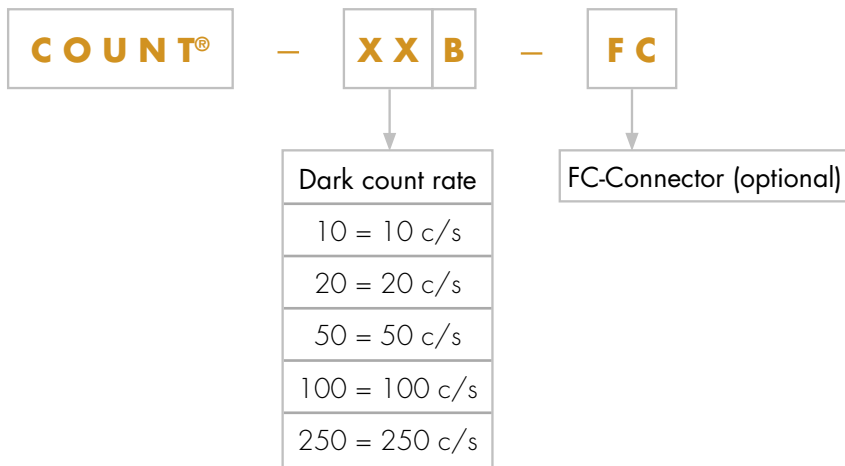 COUNT® – XX B – FC
Dark count rate
FC-Connector (optional)
10 = 10 c/s
20 = 20 c/s
50 = 50 c/s
100 = 100 c/s
250 = 250 c/s